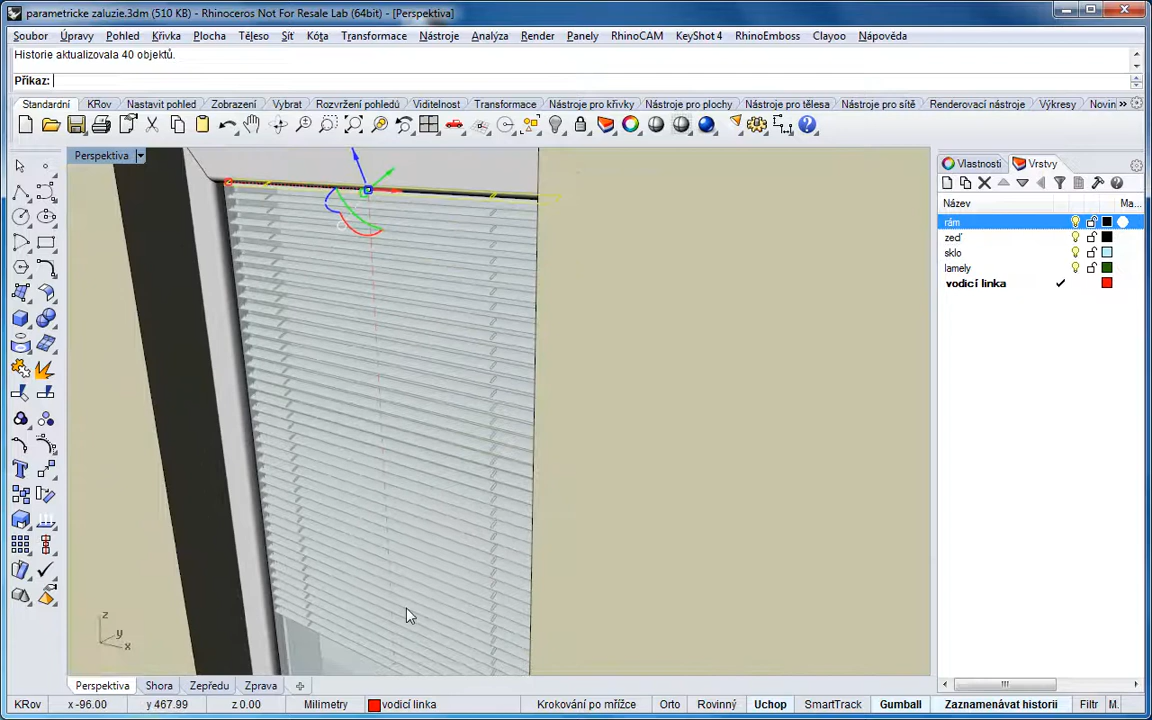 parametricke zaluzie.3dm (510 KB) - Rhinoceros Not For Resale Lab (64bit) - [Perspektiva]
Soubor Úpravy Pohled Křivka Plocha Těleso Síť Kóta Transformace Nástroje Analýza Render Panely RhinoCAM KeyShot 4 RhinoEmboss Clayoo Nápověda
Historie aktualizovala 40 objektů.
Příkaz:
Standardní KRov Nastavit pohled Zobrazení Vybrat Rozvržení pohledů Viditelnost Transformace Nástroje pro křivky Nástroje pro plochy Nástroje pro tělesa Nástroje pro sítě Renderovací nástroje Výkresy Novin »
Perspektiva
Vlastnosti Vrstvy
Název Ma...
rám
zeď
sklo
lamely
vodicí linka
z
y
x
Perspektiva Shora Zepředu Zprava
KRov x -96.00 y 467.99 z 0.00 Milimetry vodicí linka Krokování po mřížce Orto Rovinný Uchop SmartTrack Gumball Zaznamenávat historii Filtr M.